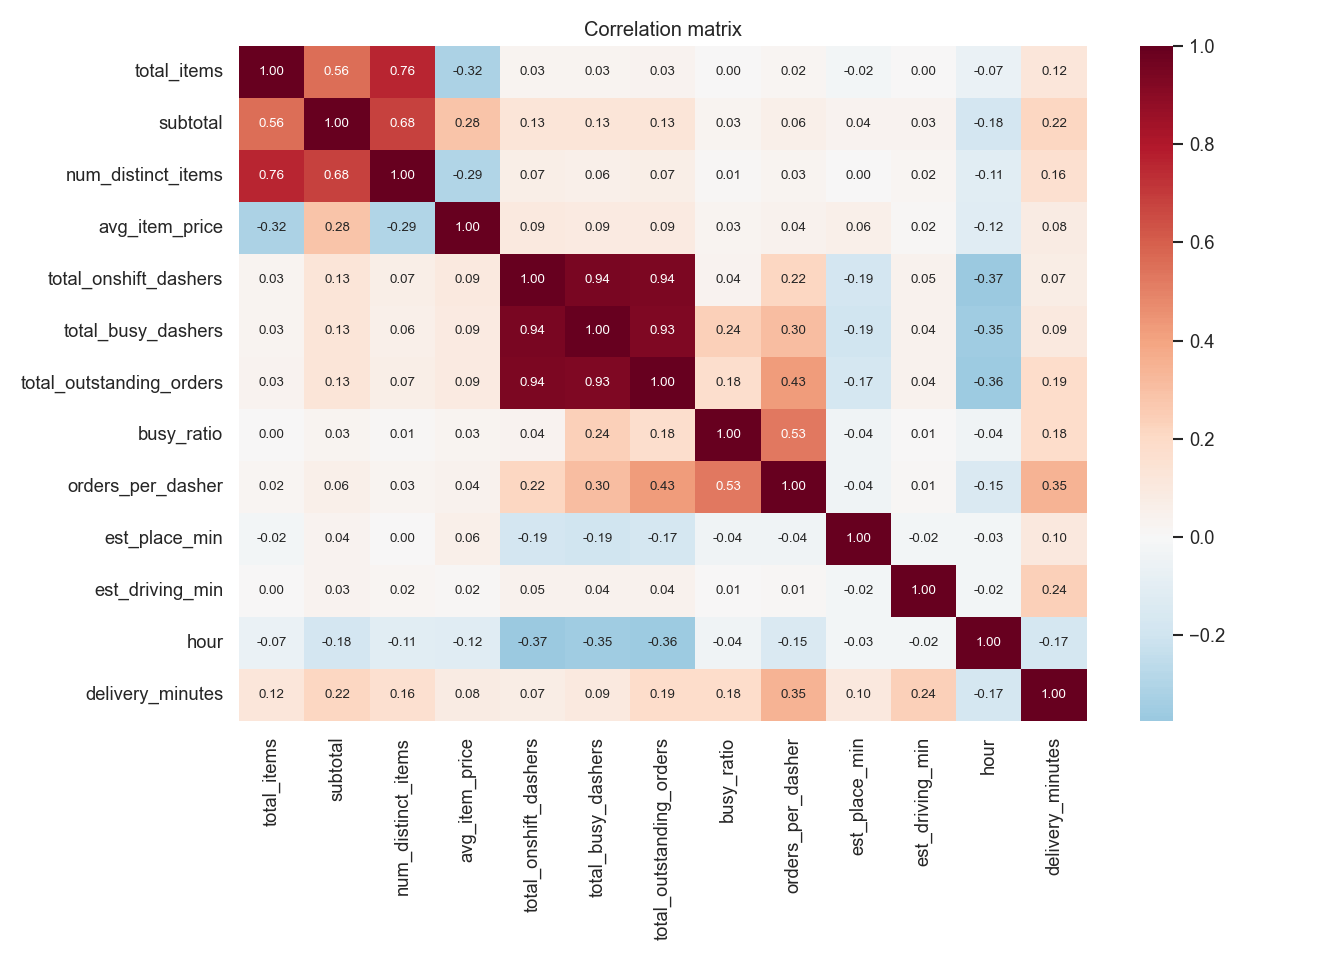 Correlation matrix
total_items 1.00 0.56 0.76 -0.32 0.03 0.03 0.03 0.00 0.02 -0.02 0.00 -0.07 0.12
subtotal 0.56 1.00 0.68 0.28 0.13 0.13 0.13 0.03 0.06 0.04 0.03 -0.18 0.22
num_distinct_items 0.76 0.68 1.00 -0.29 0.07 0.06 0.07 0.01 0.03 0.00 0.02 -0.11 0.16
avg_item_price -0.32 0.28 -0.29 1.00 0.09 0.09 0.09 0.03 0.04 0.06 0.02 -0.12 0.08
total_onshift_dashers 0.03 0.13 0.07 0.09 1.00 0.94 0.94 0.04 0.22 -0.19 0.05 -0.37 0.07
total_busy_dashers 0.03 0.13 0.06 0.09 0.94 1.00 0.93 0.24 0.30 -0.19 0.04 -0.35 0.09
total_outstanding_orders 0.03 0.13 0.07 0.09 0.94 0.93 1.00 0.18 0.43 -0.17 0.04 -0.36 0.19
busy_ratio 0.00 0.03 0.01 0.03 0.04 0.24 0.18 1.00 0.53 -0.04 0.01 -0.04 0.18
orders_per_dasher 0.02 0.06 0.03 0.04 0.22 0.30 0.43 0.53 1.00 -0.04 0.01 -0.15 0.35
est_place_min -0.02 0.04 0.00 0.06 -0.19 -0.19 -0.17 -0.04 -0.04 1.00 -0.02 -0.03 0.10
est_driving_min 0.00 0.03 0.02 0.02 0.05 0.04 0.04 0.01 0.01 -0.02 1.00 -0.02 0.24
hour -0.07 -0.18 -0.11 -0.12 -0.37 -0.35 -0.36 -0.04 -0.15 -0.03 -0.02 1.00 -0.17
delivery_minutes 0.12 0.22 0.16 0.08 0.07 0.09 0.19 0.18 0.35 0.10 0.24 -0.17 1.00
total_items
subtotal
num_distinct_items
avg_item_price
total_onshift_dashers
total_busy_dashers
total_outstanding_orders
busy_ratio
orders_per_dasher
est_place_min
est_driving_min
hour
delivery_minutes
1.0
0.8
0.6
0.4
0.2
0.0
−0.2